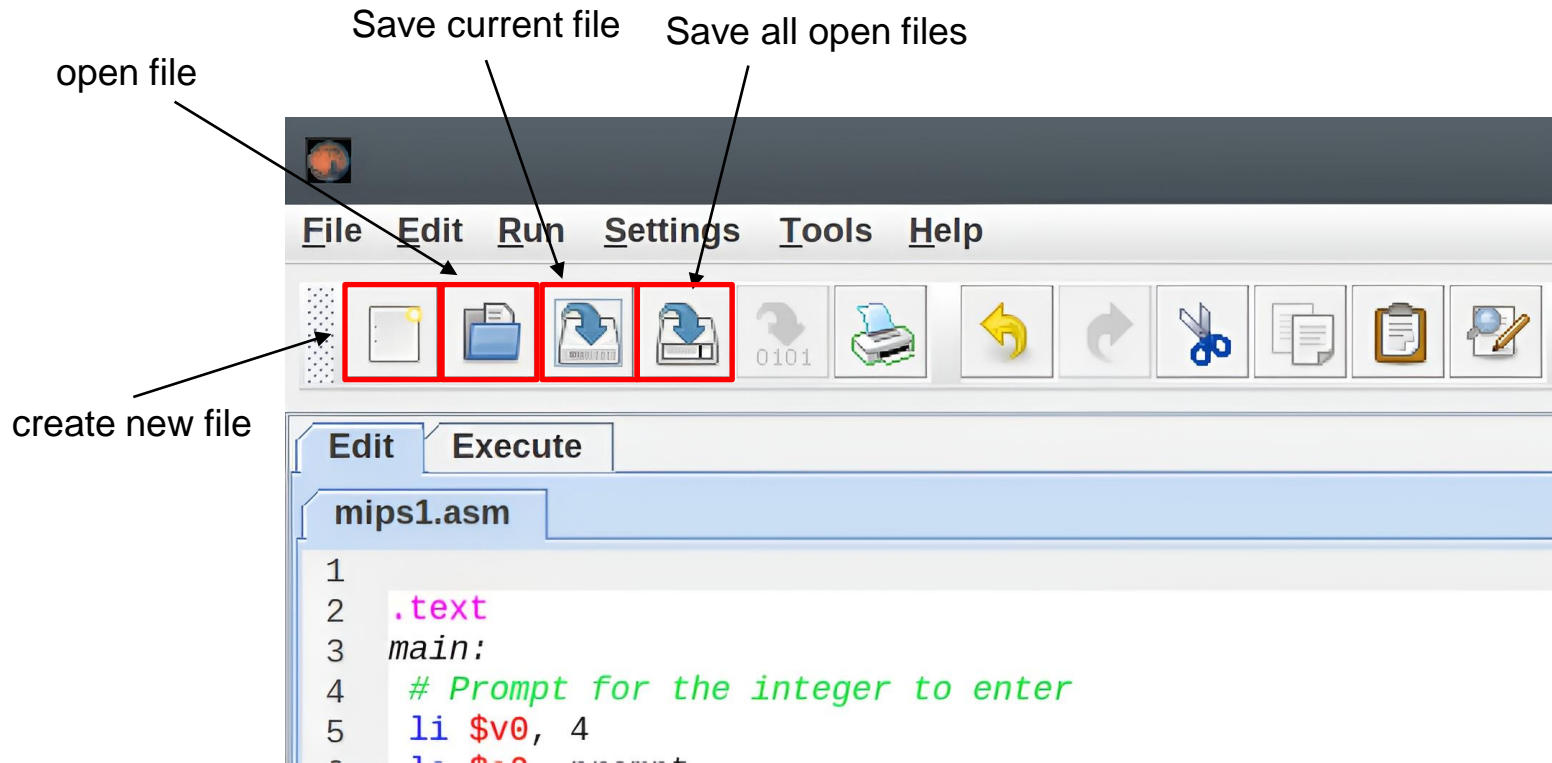 Save current file
Save all open files
open file
File Edit Run Settings Tools Help
0101
create new file
Edit Execute
mips1.asm
1
2 .text
3 main:
4 # Prompt for the integer to enter
5 li $v0, 4